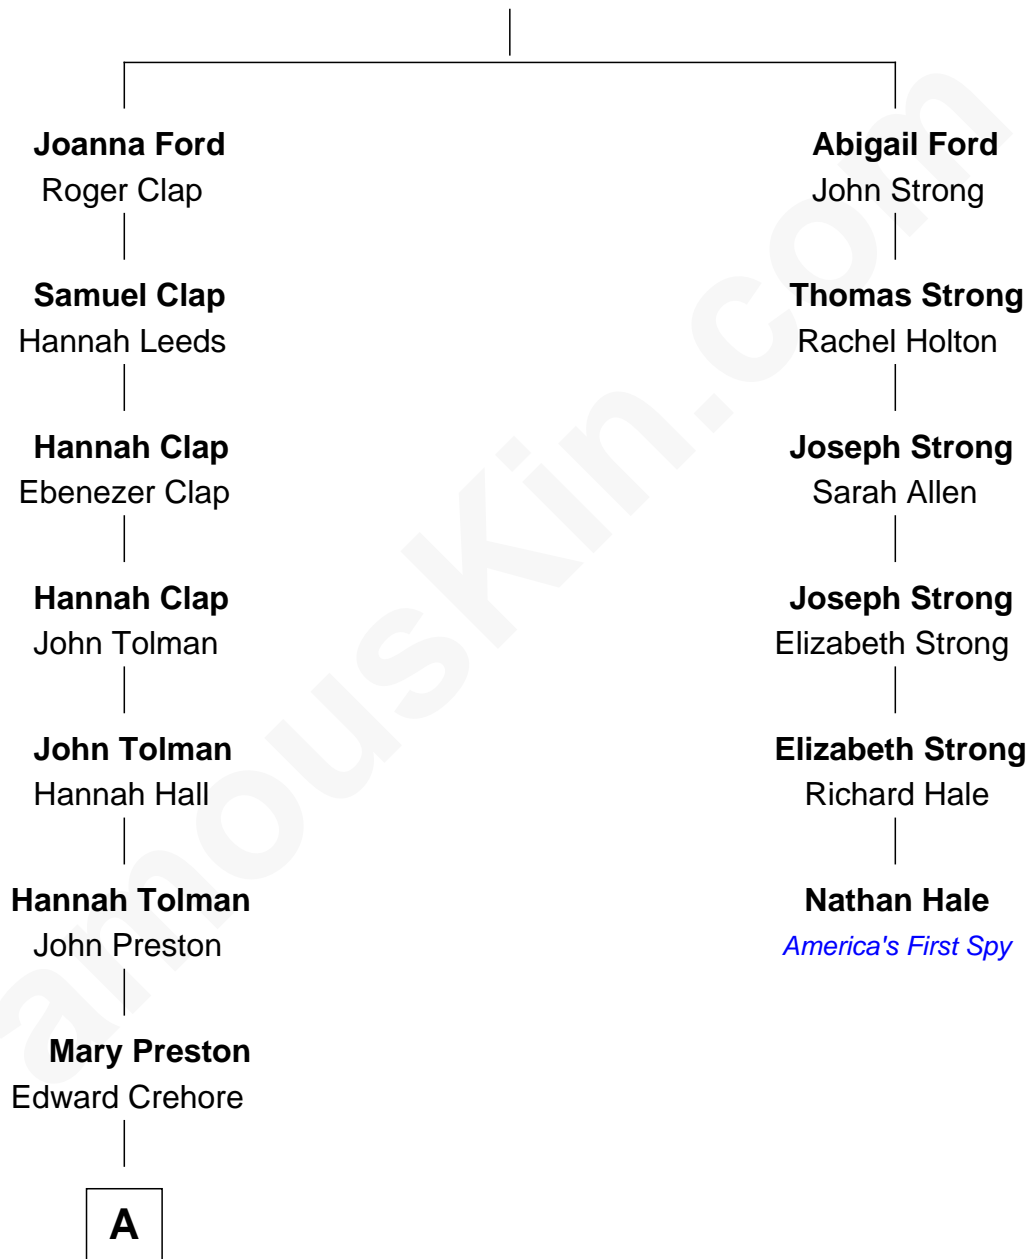 Joanna Ford
Roger Clap
Abigail Ford
John Strong
Samuel Clap
Hannah Leeds
Thomas Strong
Rachel Holton
Hannah Clap
Ebenezer Clap
Joseph Strong
Sarah Allen
Hannah Clap
John Tolman
Joseph Strong
Elizabeth Strong
John Tolman
Hannah Hall
Elizabeth Strong
Richard Hale
Hannah Tolman
John Preston
Nathan Hale
America's First Spy
Mary Preston
Edward Crehore
A
amouskin.com